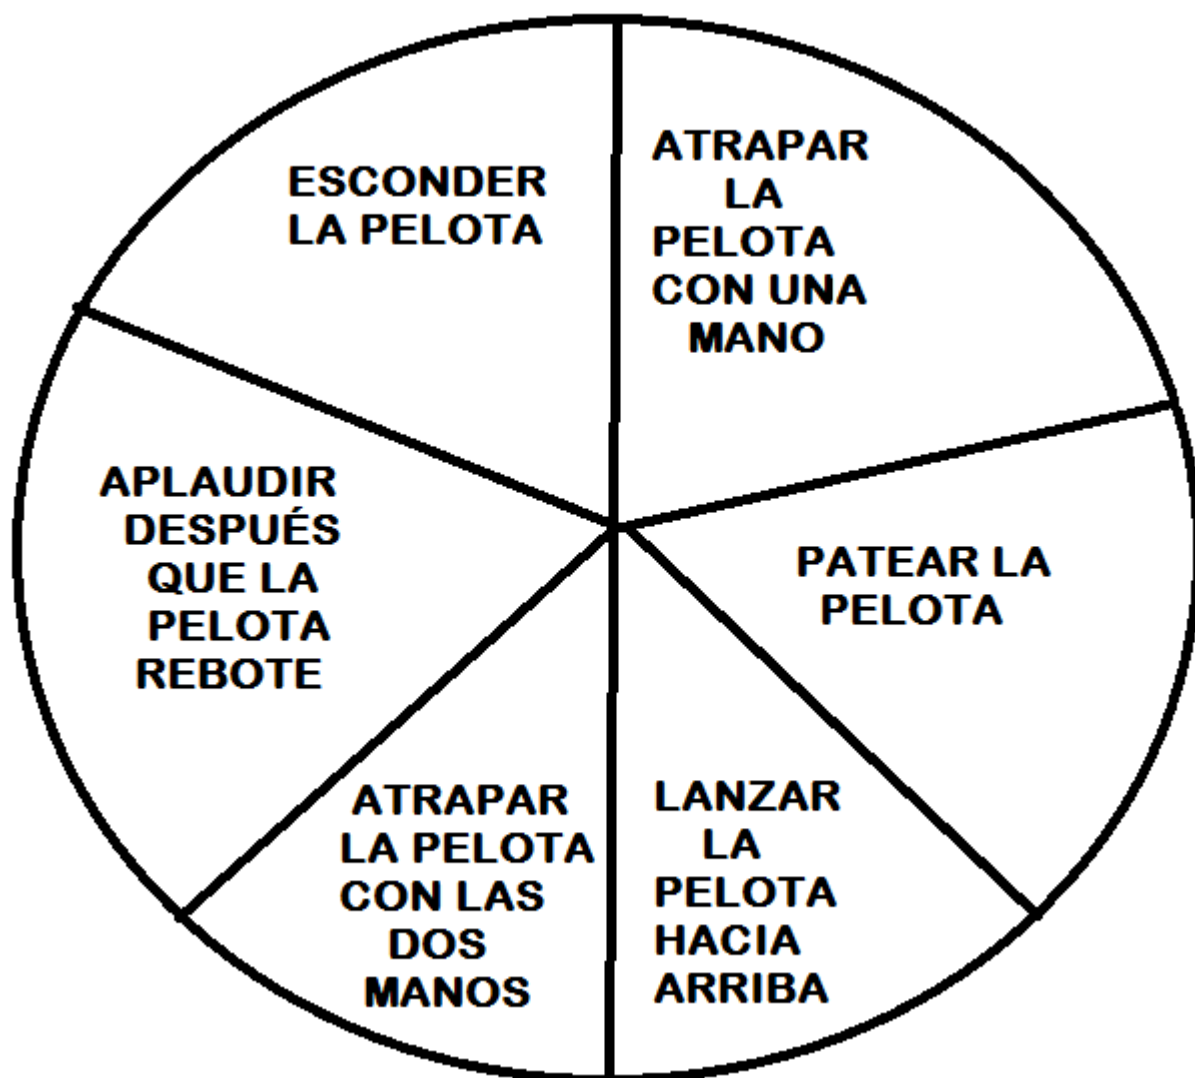 ESCONDER
LA PELOTA
ATRAPAR
LA
PELOTA
CON UNA
MANO
PATEAR LA
PELOTA
LANZAR
LA
PELOTA
HACIA
ARRIBA
ATRAPAR
LA PELOTA
CON LAS
DOS
MANOS
APLAUDIR
DESPUÉS
QUE LA
PELOTA
REBOTE